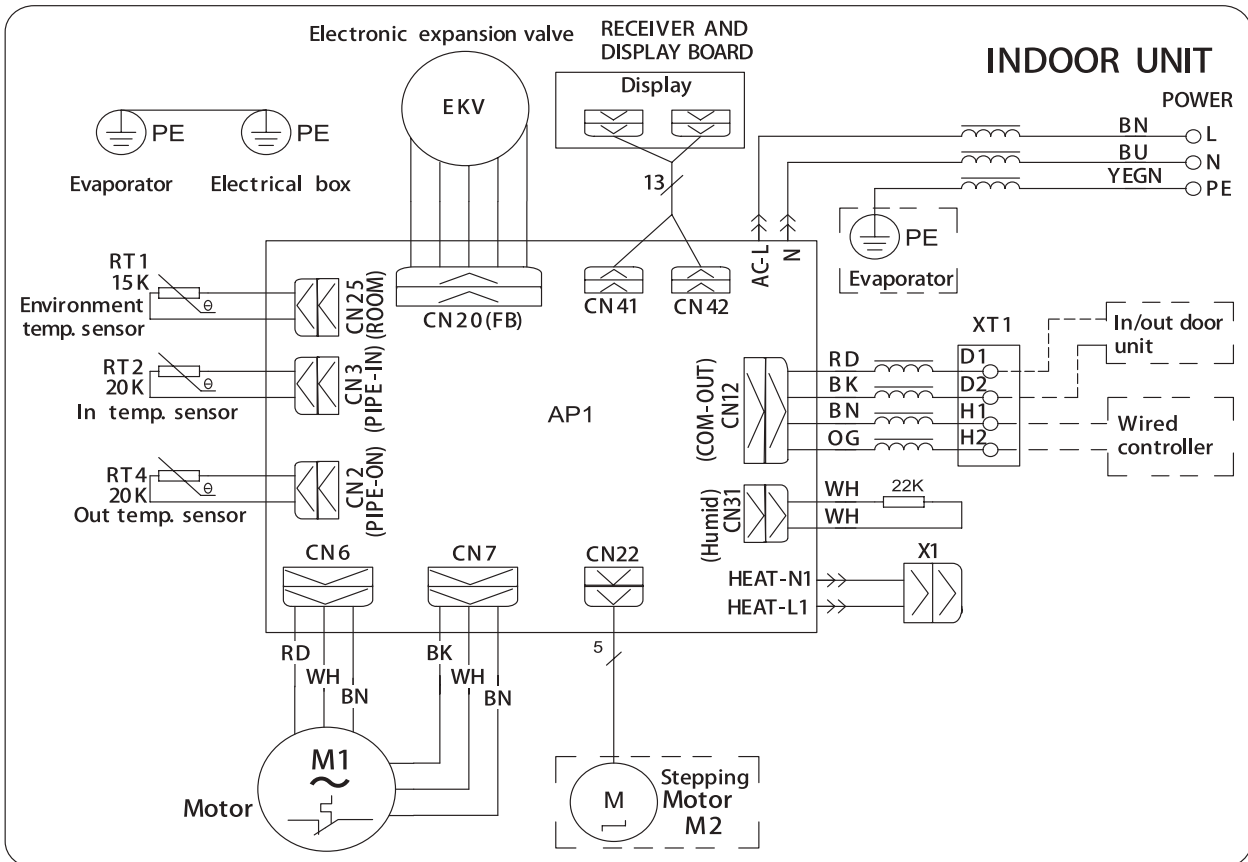 INDOOR UNIT
Electronic expansion valve
RECEIVER AND
DISPLAY BOARD
Display
EKV
POWER
BN
L
BU
N
YEGN
PE
PE
PE
Evaporator
Electrical box
13
PE
Evaporator
AC-L
N
RT1
15K
Environment
temp. sensor
CN25
(ROOM)
CN20(FB)
CN41
CN42
XT1
In/out door
unit
RT2
20K
In temp. sensor
CN3
(PIPE-IN)
AP1
(COM-OUT)
CN12
RD
D1
BK
D2
BN
H1
OG
H2
Wired
controller
RT4
20K
Out temp. sensor
CN2
(PIPE-ON)
(Humid)
CN31
WH
22K
WH
CN6
CN7
CN22
X1
HEAT-N1
HEAT-L1
RD
WH
BN
BK
WH
BN
5
M1
Motor
M
Stepping
Motor
M2